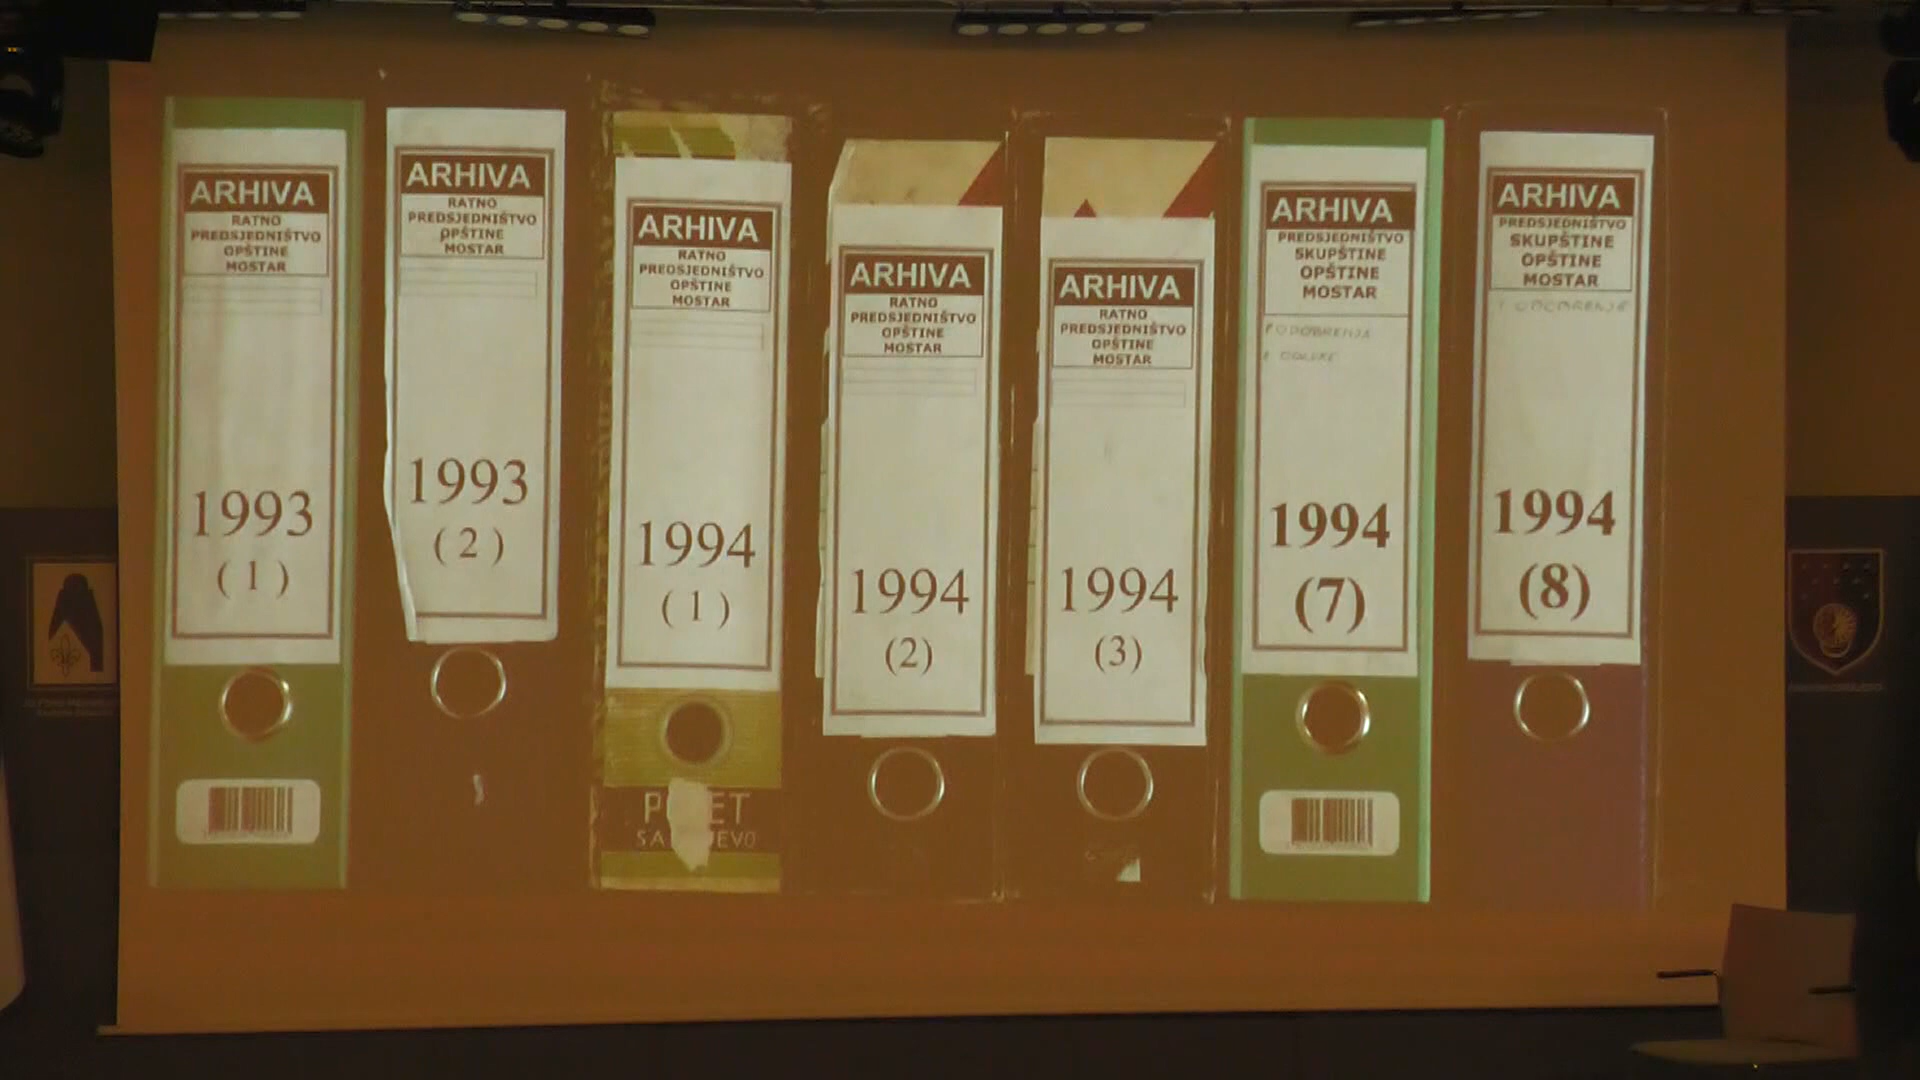 ARHIVA
RATNO
PREDSJEDNIŠTVO
OPŠTINE
MOSTAR
1993
(1)
ARHIVA
RATNO
PREDSJEDNIŠTVO
OPŠTINE
MOSTAR
1993
(2)
ARHIVA
RATNO
PREDSJEDNIŠTVO
OPŠTINE
MOSTAR
1994
(1)
ARHIVA
RATNO
PREDSJEDNIŠTVO
OPŠTINE
MOSTAR
1994
(2)
ARHIVA
RATNO
PREDSJEDNIŠTVO
OPŠTINE
MOSTAR
1994
(3)
ARHIVA
PREDSJEDNIŠTVO
SKUPŠTINE
OPŠTINE
MOSTAR
1994
(7)
ARHIVA
PREDSJEDNIŠTVO
SKUPŠTINE
OPŠTINE
MOSTAR
1994
(8)